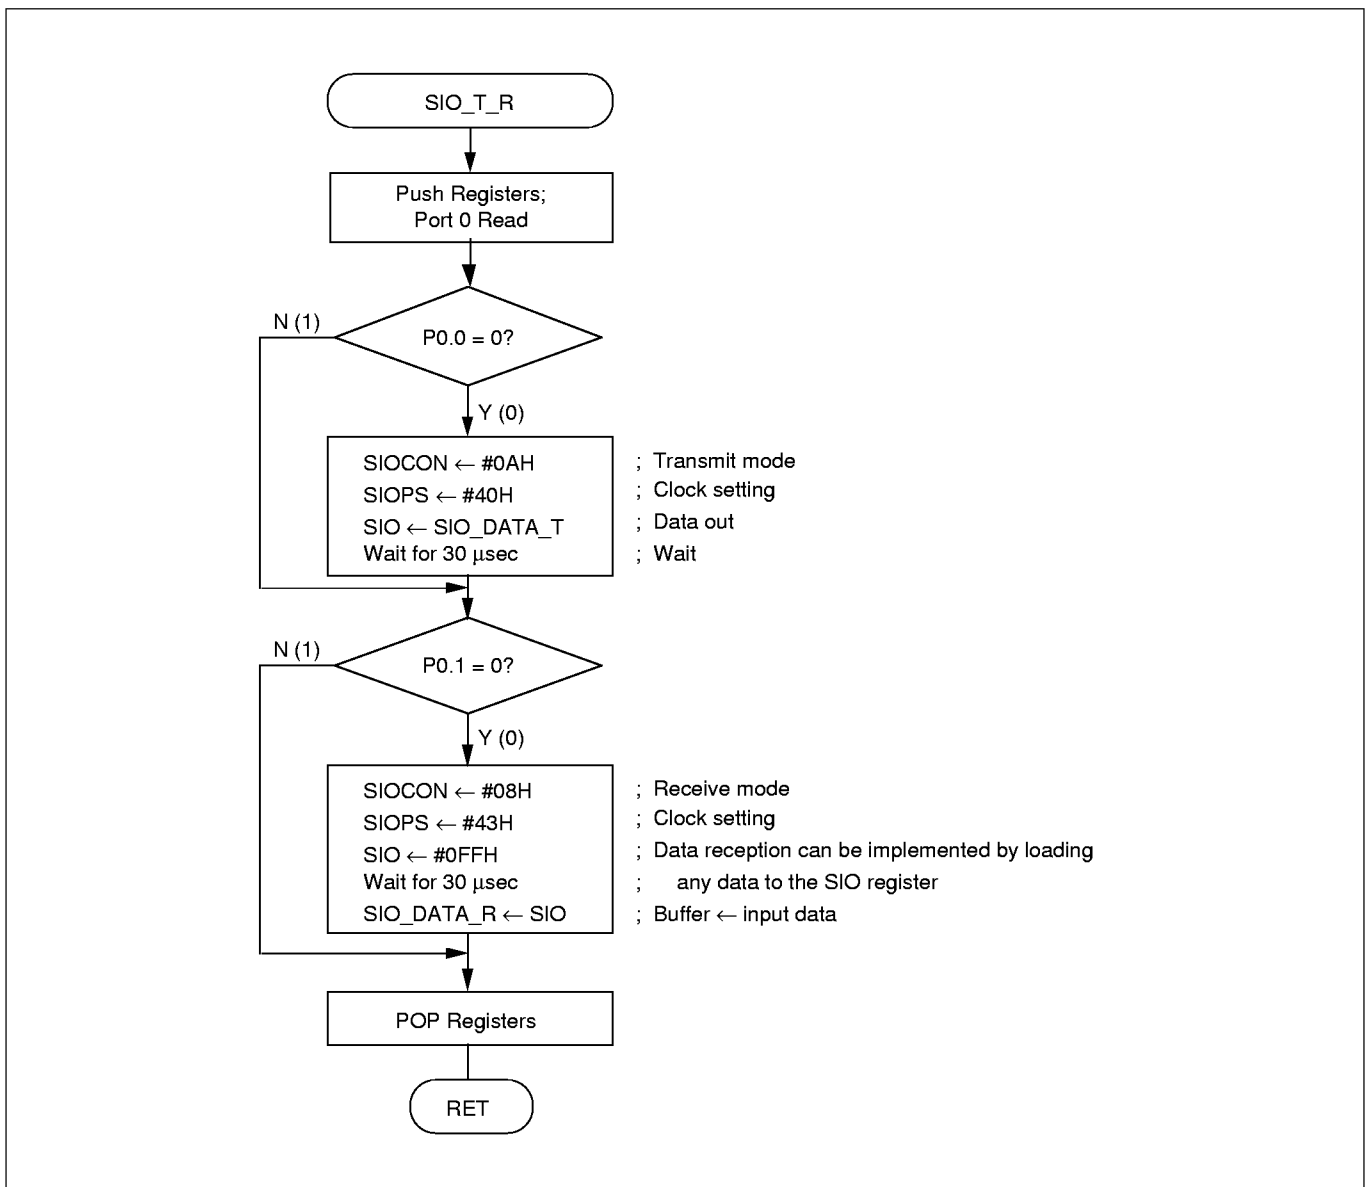 SIO_T_R
Push Registers;
Port 0 Read
N (1)
P0.0 = 0?
Y (0)
SIOCON ← #0AH ; Transmit mode
SIOPS ← #40H ; Clock setting
SIO ← SIO_DATA_T ; Data out
Wait for 30 µsec ; Wait
N (1)
P0.1 = 0?
Y (0)
SIOCON ← #08H ; Receive mode
SIOPS ← #43H ; Clock setting
SIO ← #0FFH ; Data reception can be implemented by loading
Wait for 30 µsec ; any data to the SIO register
SIO_DATA_R ← SIO ; Buffer ← input data
POP Registers
RET